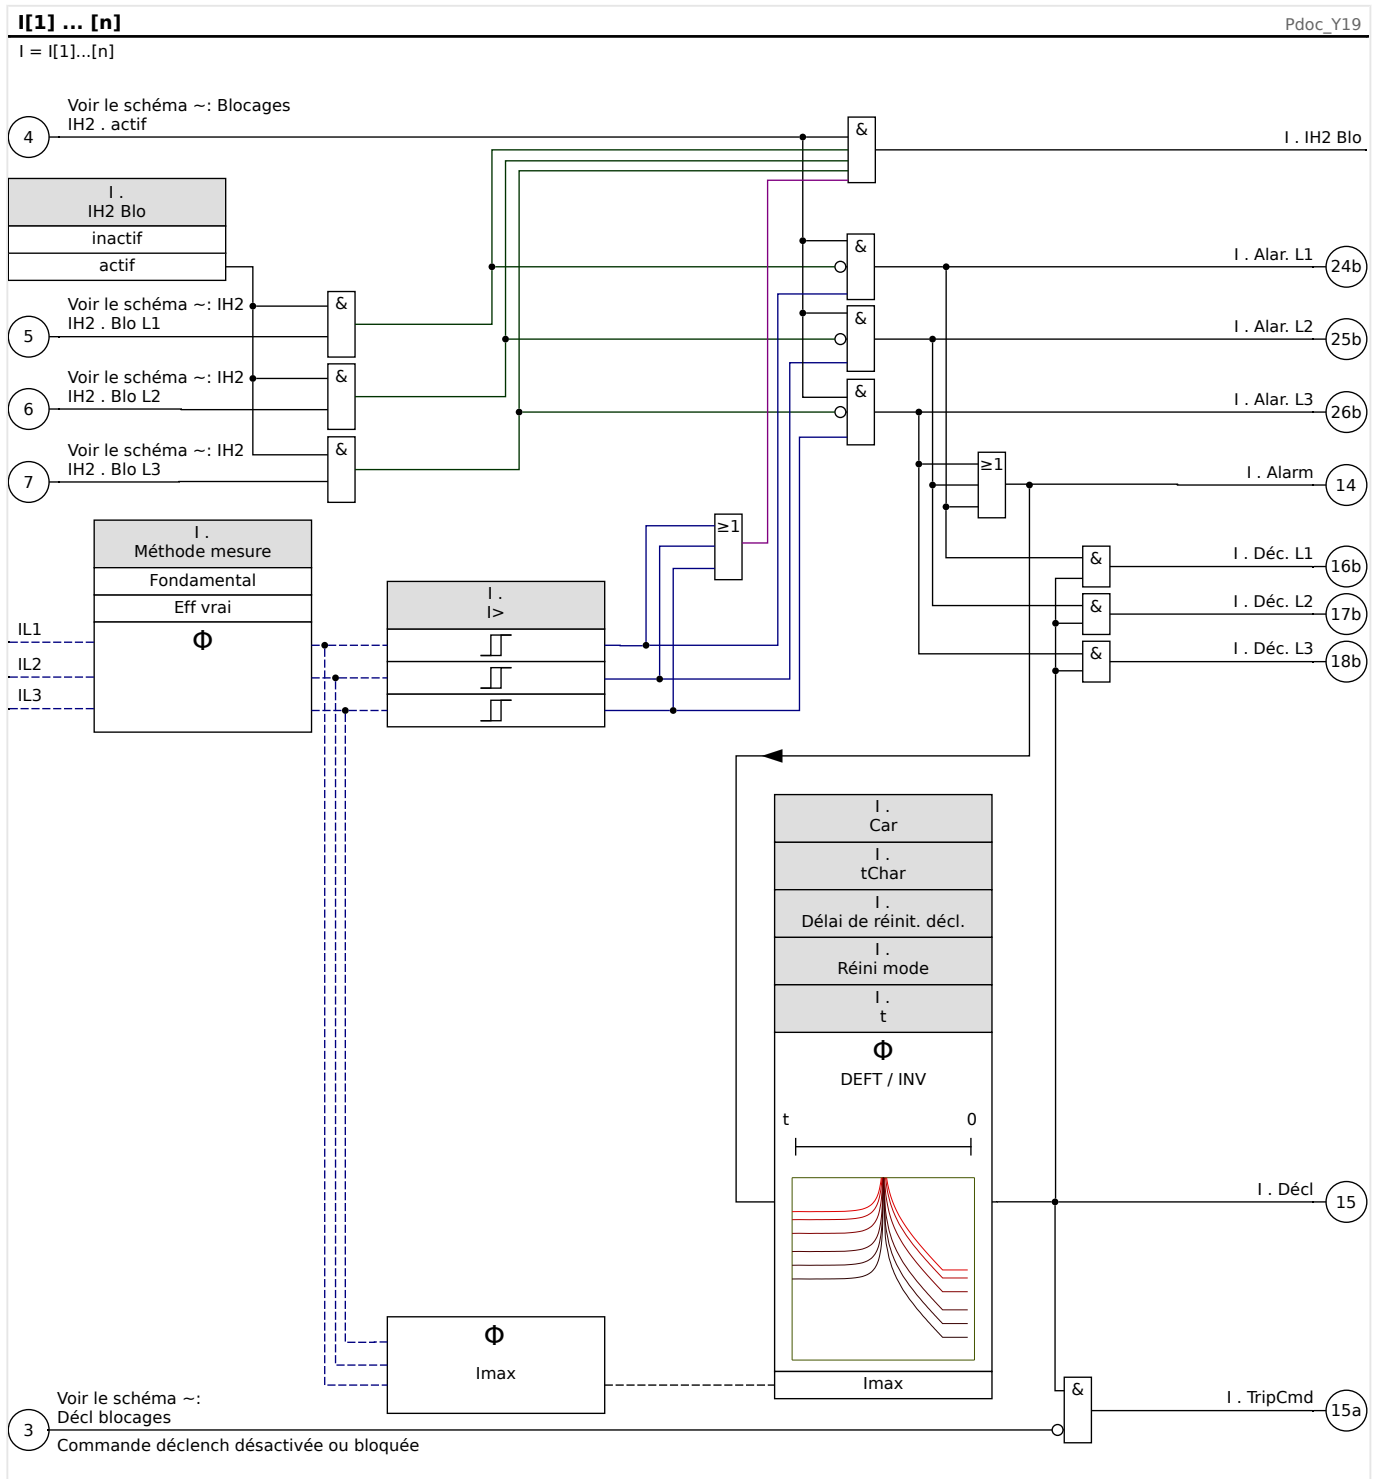 I[1] ... [n]
Pdoc_Y19
I = I[1]...[n]
Voir le schéma ~: Blocages
IH2 . actif
4
&
I . IH2 Blo
I .
IH2 Blo
inactif
actif
&
I . Alar. L1
24b
Voir le schéma ~: IH2
IH2 . Blo L1
5
&
&
I . Alar. L2
25b
Voir le schéma ~: IH2
IH2 . Blo L2
6
&
&
I . Alar. L3
26b
Voir le schéma ~: IH2
IH2 . Blo L3
7
&
≥1
I . Alarm
14
I .
Méthode mesure
Fondamental
Eff vrai
Φ
IL1
IL2
IL3
≥1
I .
I>
&
I . Déc. L1
16b
&
I . Déc. L2
17b
&
I . Déc. L3
18b
I .
Car
I .
tChar
I .
Délai de réinit. décl.
I .
Réini mode
I .
t
Φ
DEFT / INV
t 0
I . Décl
15
Φ
Imax
Imax
Voir le schéma ~:
Décl blocages
3
Commande déclench désactivée ou bloquée
&
I . TripCmd
15a